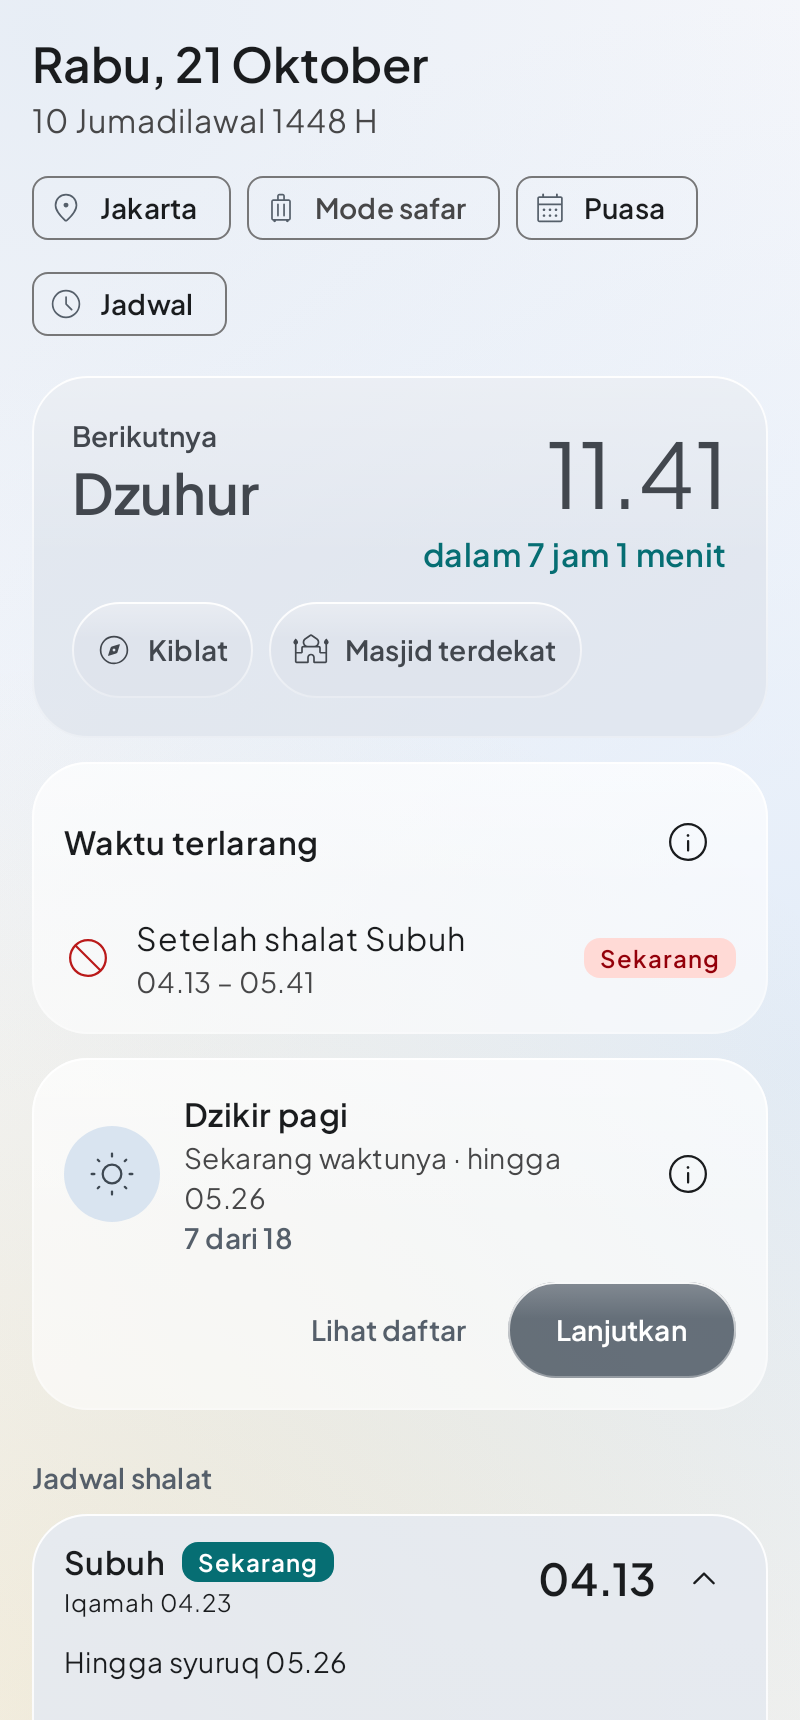 Rabu, 21 Oktober
10 Jumadilawal 1448 H
Jakarta
Mode safar
Puasa
Jadwal
Berikutnya
Dzuhur
11.41
dalam 7 jam 1 menit
Kiblat
Masjid terdekat
Waktu terlarang
Setelah shalat Subuh
04.13 – 05.41
Sekarang
Dzikir pagi
Sekarang waktunya · hingga
05.26
7 dari 18
Lihat daftar
Lanjutkan
Jadwal shalat
Subuh
Sekarang
Iqamah 04.23
04.13
Hingga syuruq 05.26